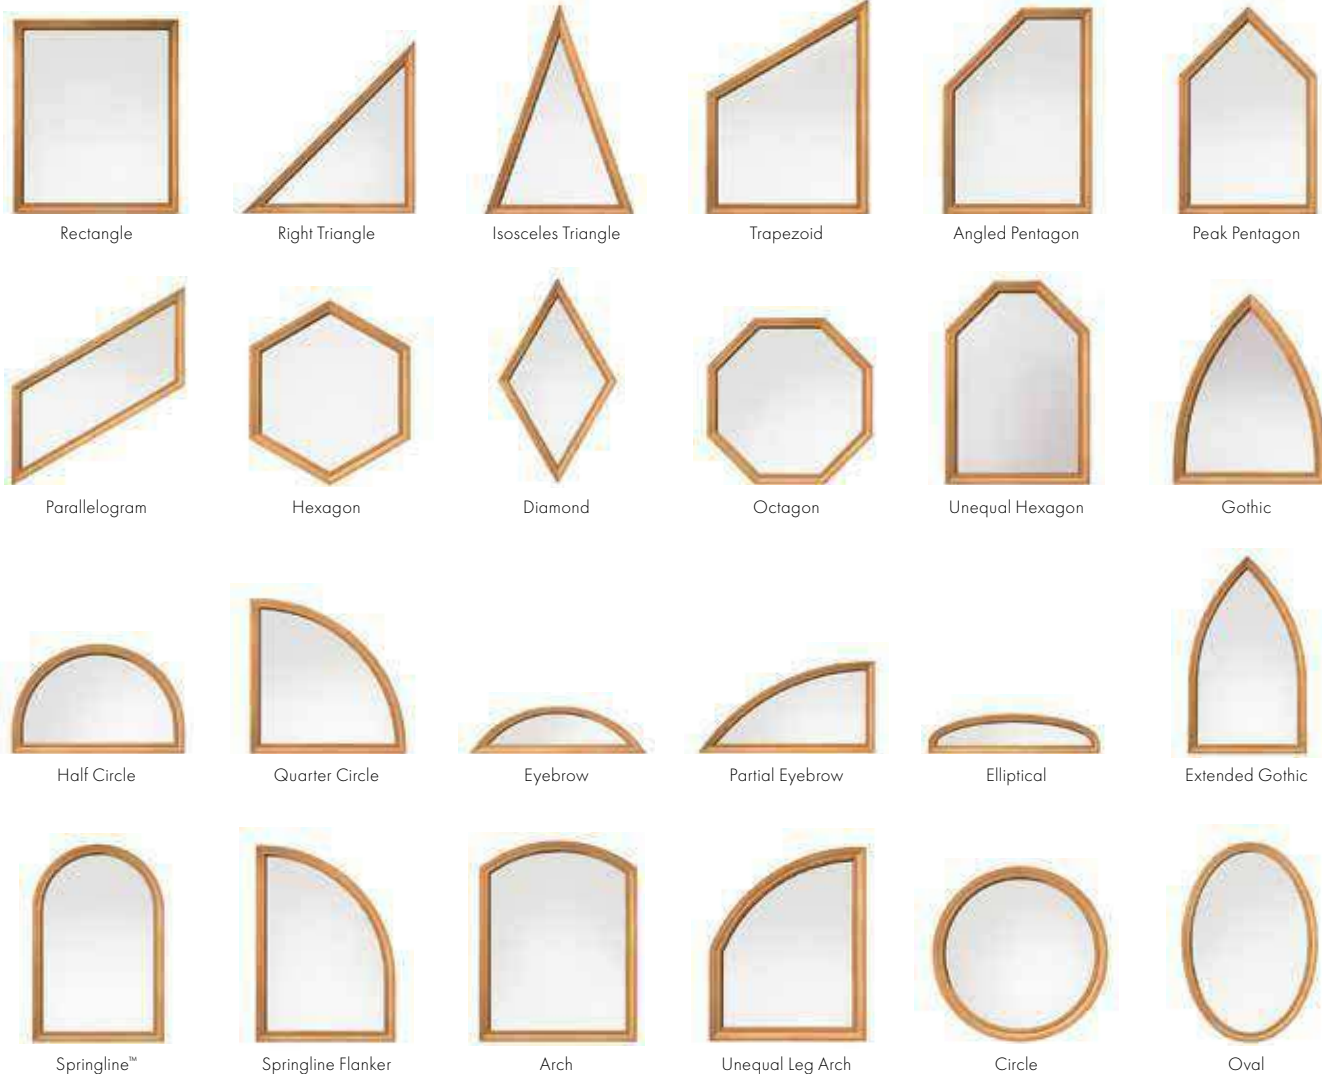 Rectangle
Right Triangle
Isosceles Triangle
Trapezoid
Angled Pentagon
Peak Pentagon
Parallelogram
Hexagon
Diamond
Octagon
Unequal Hexagon
Gothic
Half Circle
Quarter Circle
Eyebrow
Partial Eyebrow
Elliptical
Extended Gothic
Springline™
Springline Flanker
Arch
Unequal Leg Arch
Circle
Oval